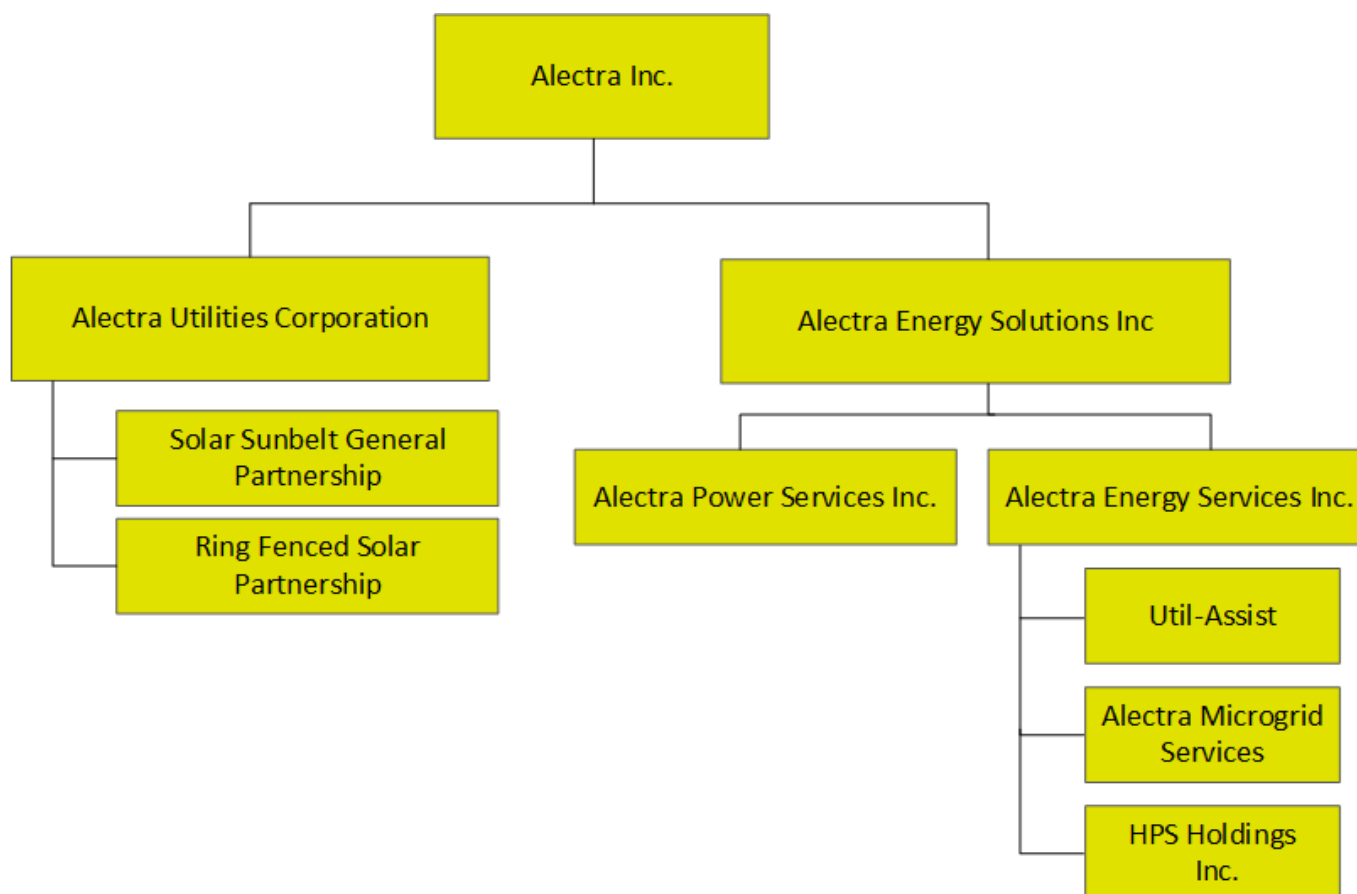 Alectra Inc.
Alectra Utilities Corporation
Alectra Energy Solutions Inc
Solar Sunbelt General
Partnership
Ring Fenced Solar
Partnership
Alectra Power Services Inc.
Alectra Energy Services Inc.
Util-Assist
Alectra Microgrid
Services
HPS Holdings
Inc.